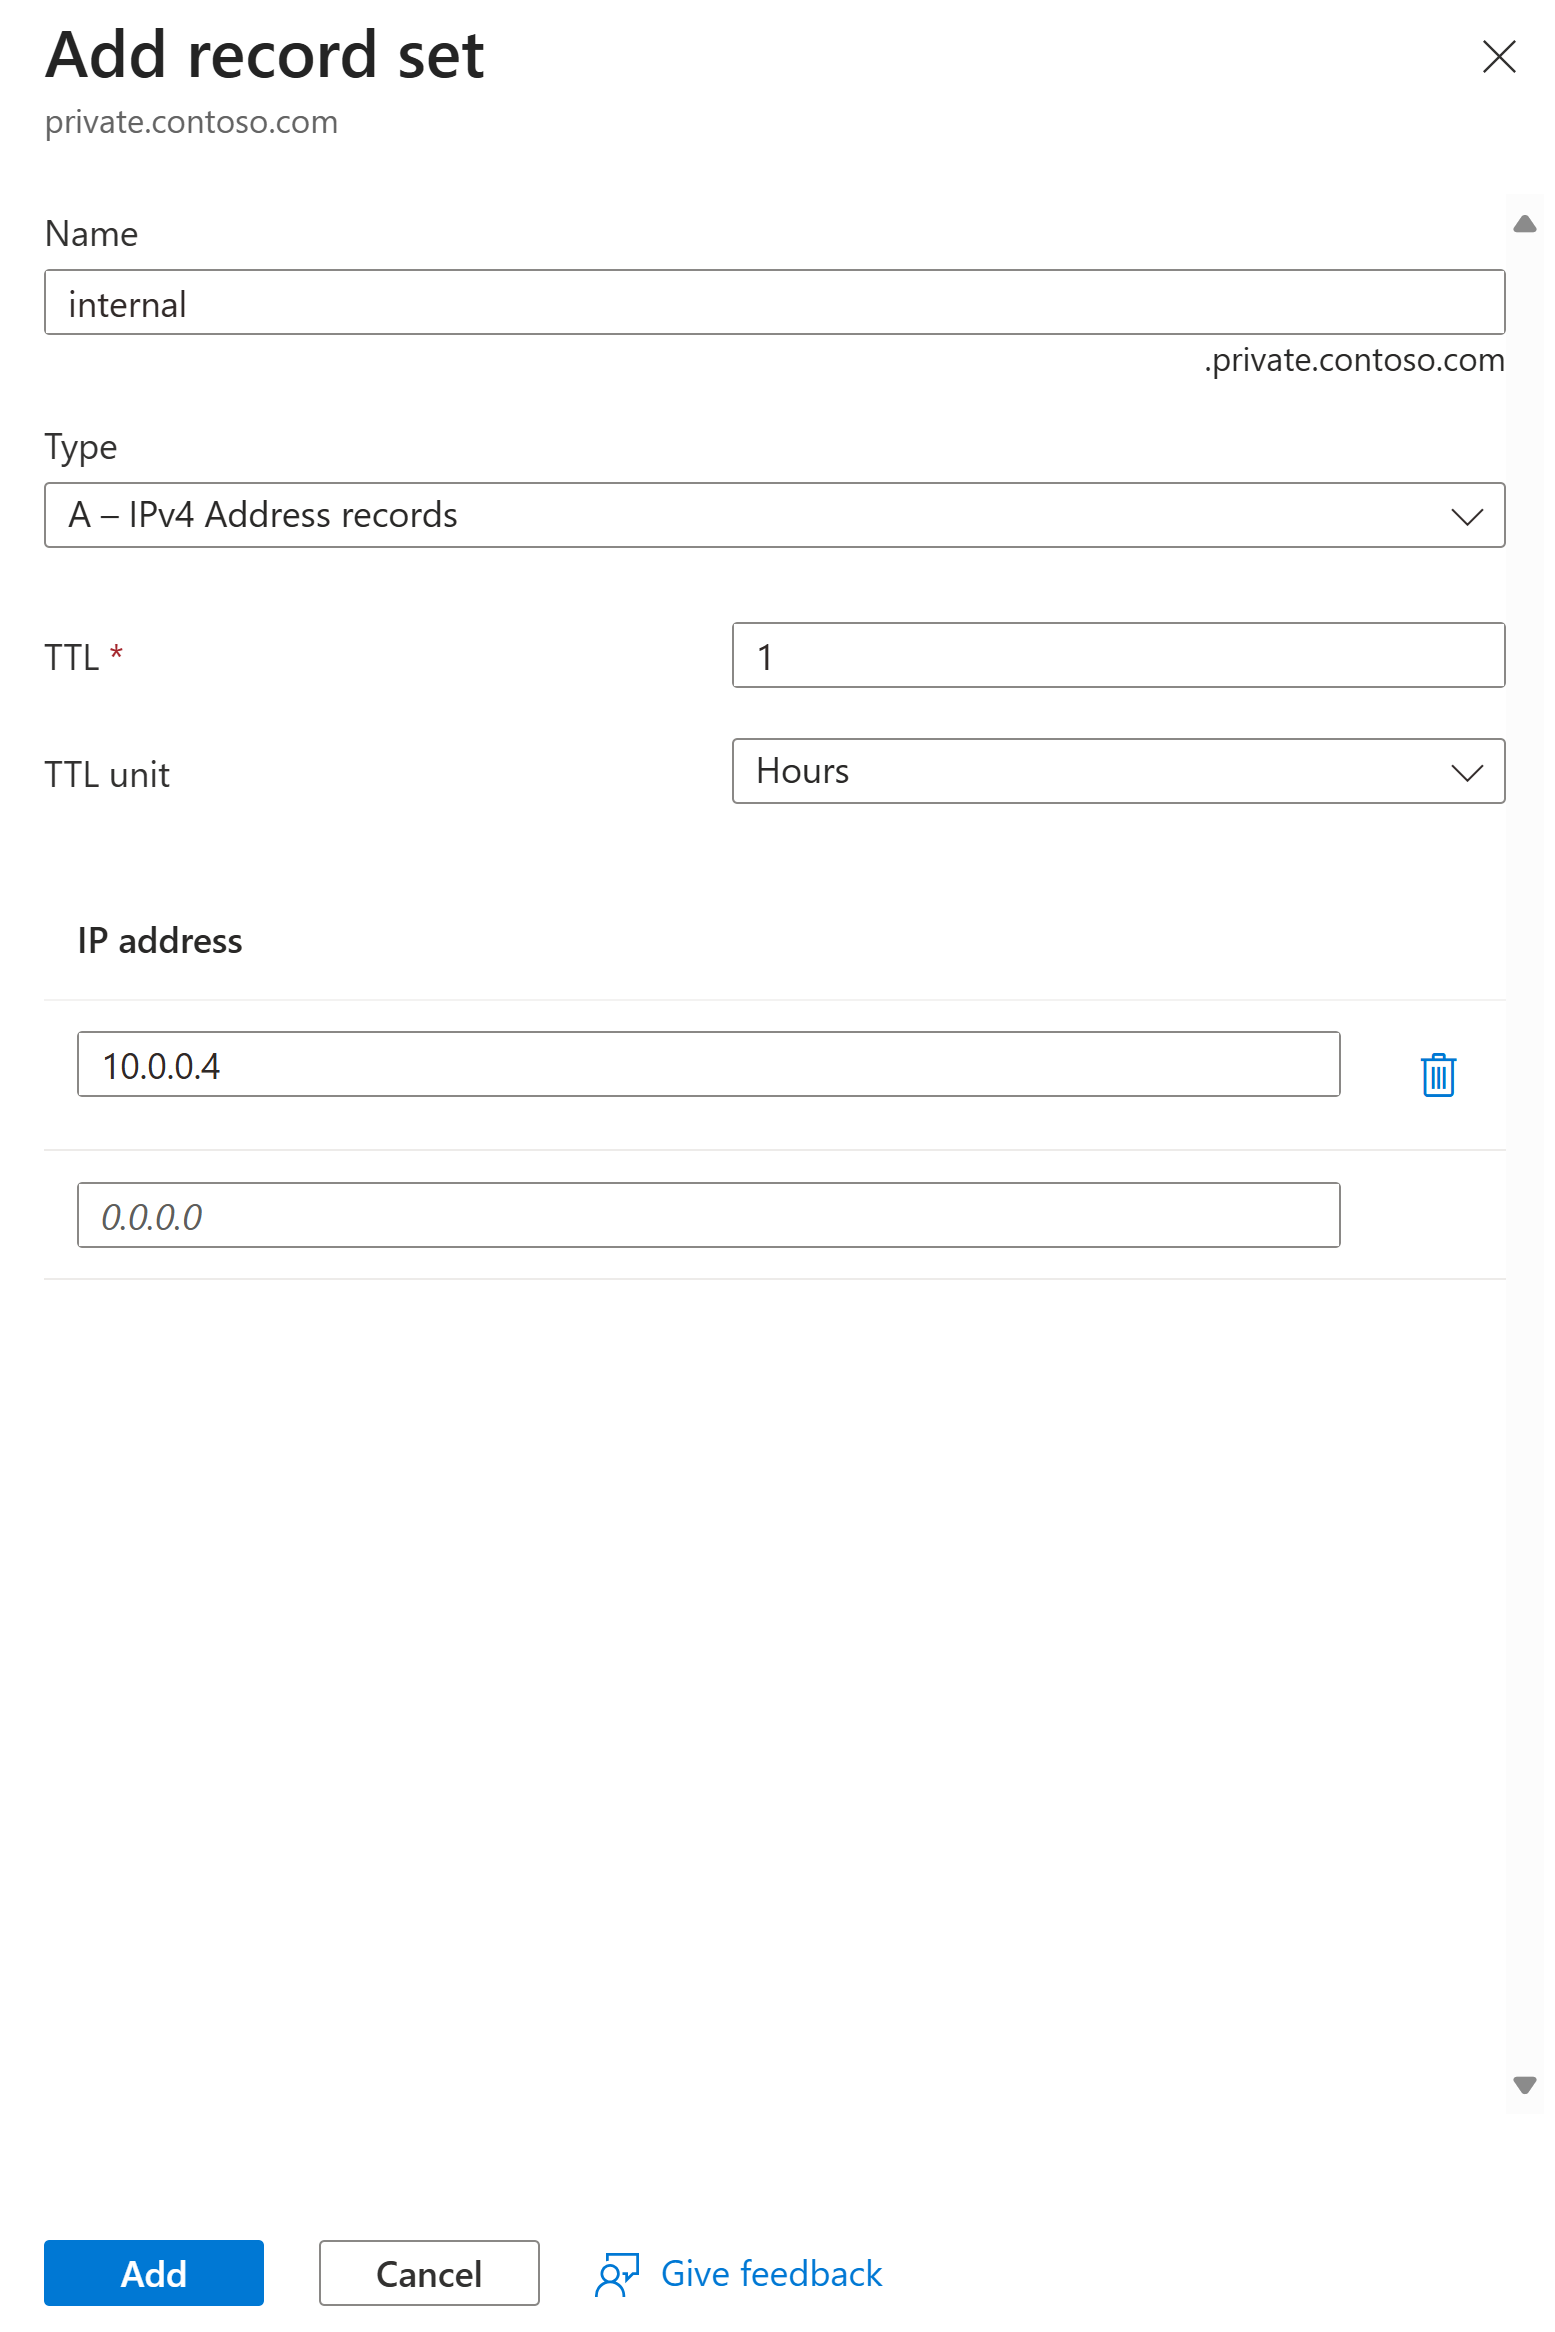 Add record set
private.contoso.com
Name
internal
.private.contoso.com
Type
A – IPv4 Address records
TTL *
1
TTL unit
Hours
IP address
10.0.0.4
0.0.0.0
Add
Cancel
Give feedback